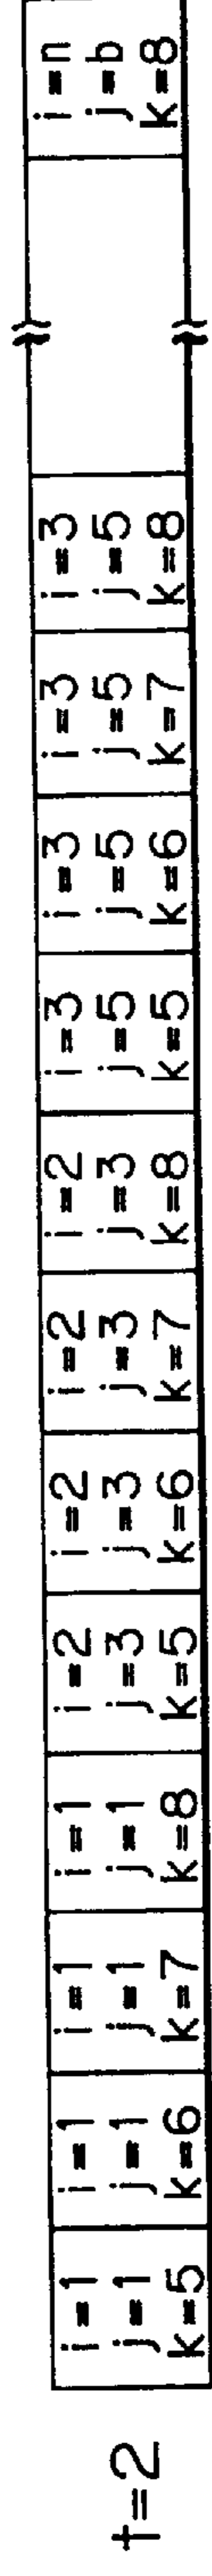 t=2
i=1
j=1
k=5
i=1
j=1
k=6
i=1
j=1
k=7
i=1
j=1
k=8
i=2
j=3
k=5
i=2
j=3
k=6
i=2
j=3
k=7
i=2
j=3
k=8
i=3
j=5
k=5
i=3
j=5
k=6
i=3
j=5
k=7
i=3
j=5
k=8
i=n
j=b
k=8